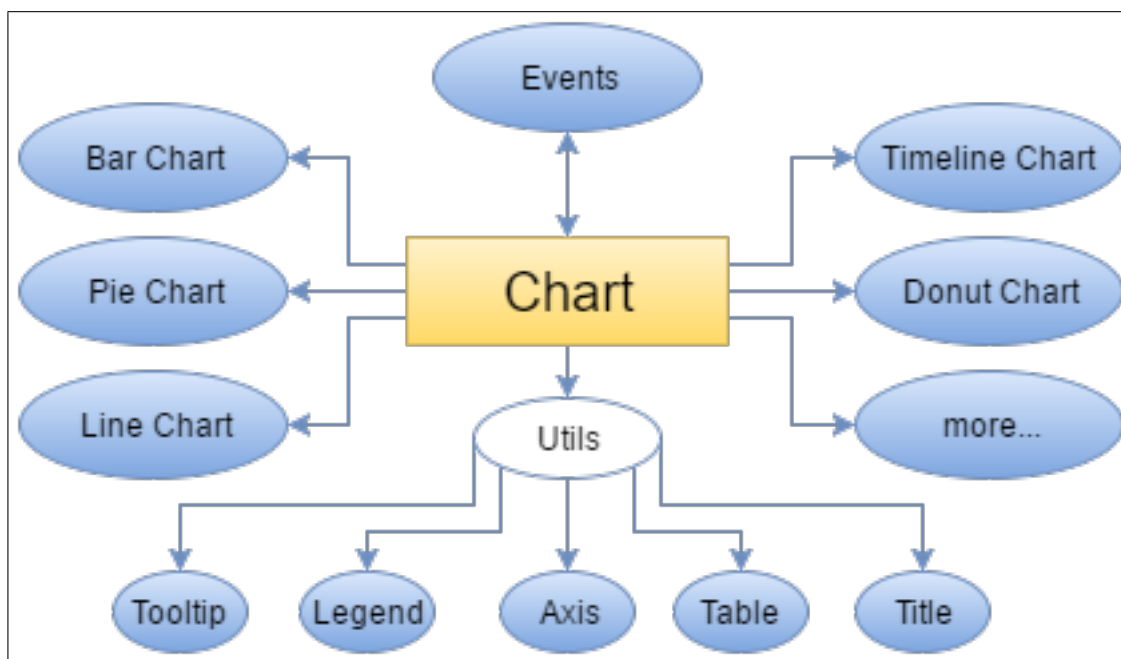 Events
Bar Chart
Timeline Chart
Pie Chart
Chart
Donut Chart
Line Chart
Utils
more...
Tooltip
Legend
Axis
Table
Title